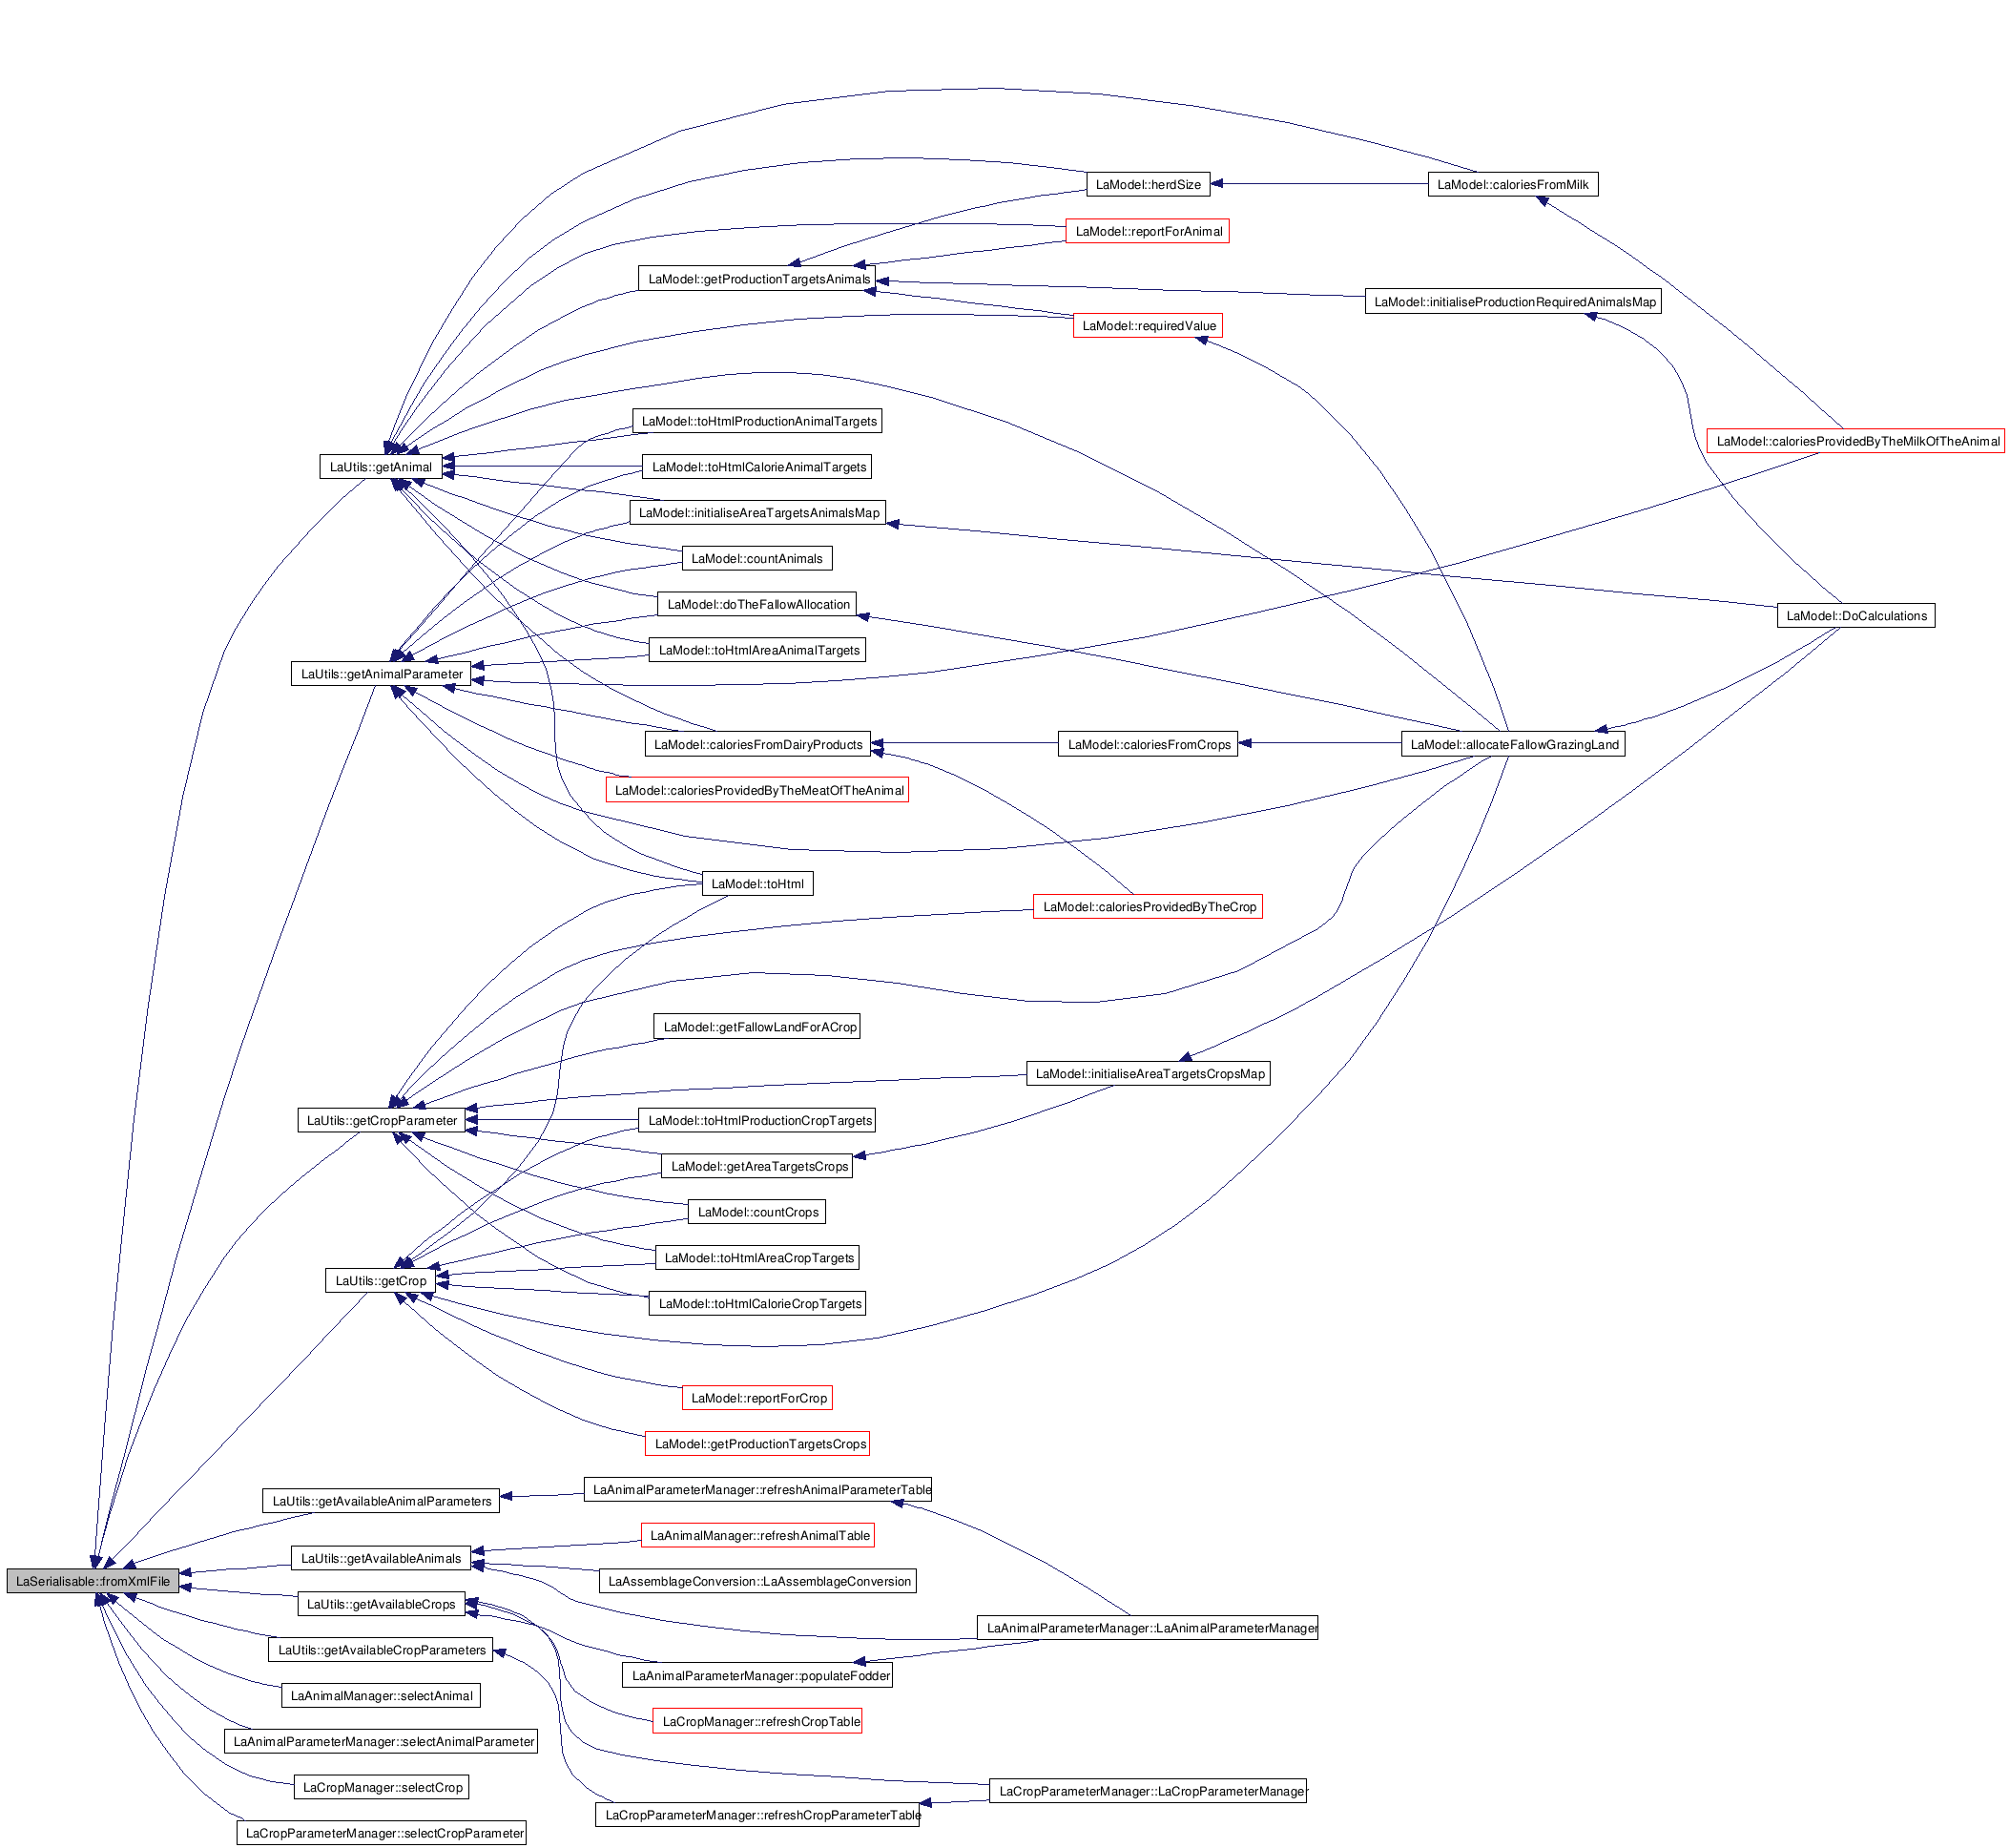 LaModel::herdSize
LaModel::caloriesFromMilk
LaModel::reportForAnimal
LaModel::getProductionTargetsAnimals
LaModel::initialiseProductionRequiredAnimalsMap
LaModel::requiredValue
LaModel::toHtmlProductionAnimalTargets
LaModel::caloriesProvidedByTheMilkOfTheAnimal
LaUtils::getAnimal
LaModel::toHtmlCalorieAnimalTargets
LaModel::initialiseAreaTargetsAnimalsMap
LaModel::countAnimals
LaModel::doTheFallowAllocation
LaModel::DoCalculations
LaModel::toHtmlAreaAnimalTargets
LaUtils::getAnimalParameter
LaModel::caloriesFromDairyProducts
LaModel::caloriesFromCrops
LaModel::allocateFallowGrazingLand
LaModel::caloriesProvidedByTheMeatOfTheAnimal
LaModel::toHtml
LaModel::caloriesProvidedByTheCrop
LaModel::getFallowLandForACrop
LaModel::initialiseAreaTargetsCropsMap
LaUtils::getCropParameter
LaModel::toHtmlProductionCropTargets
LaModel::getAreaTargetsCrops
LaModel::countCrops
LaModel::toHtmlAreaCropTargets
LaUtils::getCrop
LaModel::toHtmlCalorieCropTargets
LaModel::reportForCrop
LaModel::getProductionTargetsCrops
LaUtils::getAvailableAnimalParameters
LaAnimalParameterManager::refreshAnimalParameterTable
LaAnimalManager::refreshAnimalTable
LaUtils::getAvailableAnimals
LaSerialisable::fromXmlFile
LaAssemblageConversion::LaAssemblageConversion
LaUtils::getAvailableCrops
LaAnimalParameterManager::LaAnimalParameterManager
LaUtils::getAvailableCropParameters
LaAnimalParameterManager::populateFodder
LaAnimalManager::selectAnimal
LaCropManager::refreshCropTable
LaAnimalParameterManager::selectAnimalParameter
LaCropManager::selectCrop
LaCropParameterManager::LaCropParameterManager
LaCropParameterManager::refreshCropParameterTable
LaCropParameterManager::selectCropParameter